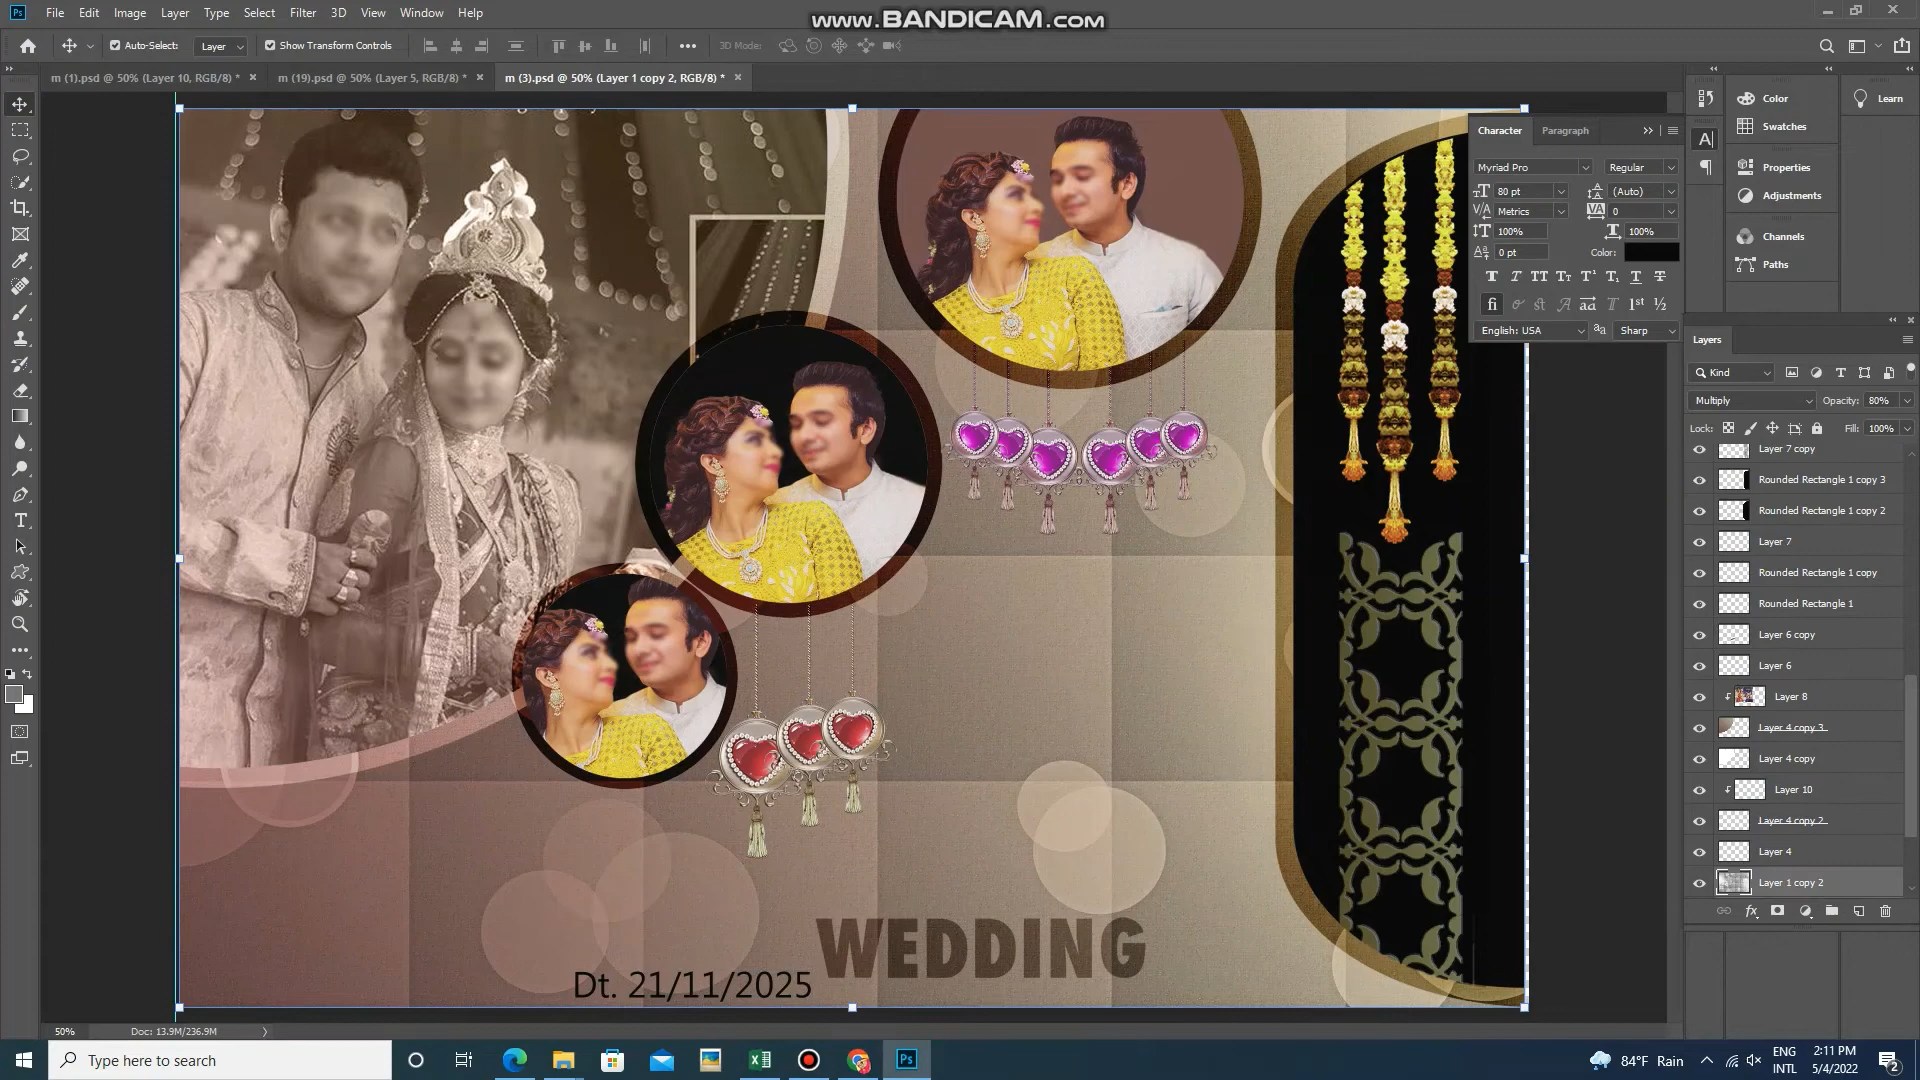 File Edit Image Layer Type Select Filter 3D View Window Help
www.BANDICAM.com
Auto-Select: Layer Show Transform Controls 3D Mode:
m (1).psd @ 50% (Layer 10, RGB/8) *
m (19).psd @ 50% (Layer 5, RGB/8) *
m (3).psd @ 50% (Layer 1 copy 2, RGB/8) *
Color
Swatches
Properties
Adjustments
Channels
Paths
Learn
Character Paragraph
Myriad Pro Regular
80 pt (Auto)
Metrics 0
100% 100%
0 pt Color:
English: USA Sharp
Layers
Kind
Multiply Opacity: 80%
Lock: Fill: 100%
Layer 7 copy
Rounded Rectangle 1 copy 3
Rounded Rectangle 1 copy 2
Layer 7
Rounded Rectangle 1 copy
Rounded Rectangle 1
Layer 6 copy
Layer 6
Layer 8
Layer 4 copy 3
Layer 4 copy
Layer 10
Layer 4 copy 2
Layer 4
Layer 1 copy 2
WEDDING
Dt. 21/11/2025
50% Doc: 13.9M/236.9M
Type here to search
84°F Rain
ENG
INTL
2:11 PM
5/4/2022
2